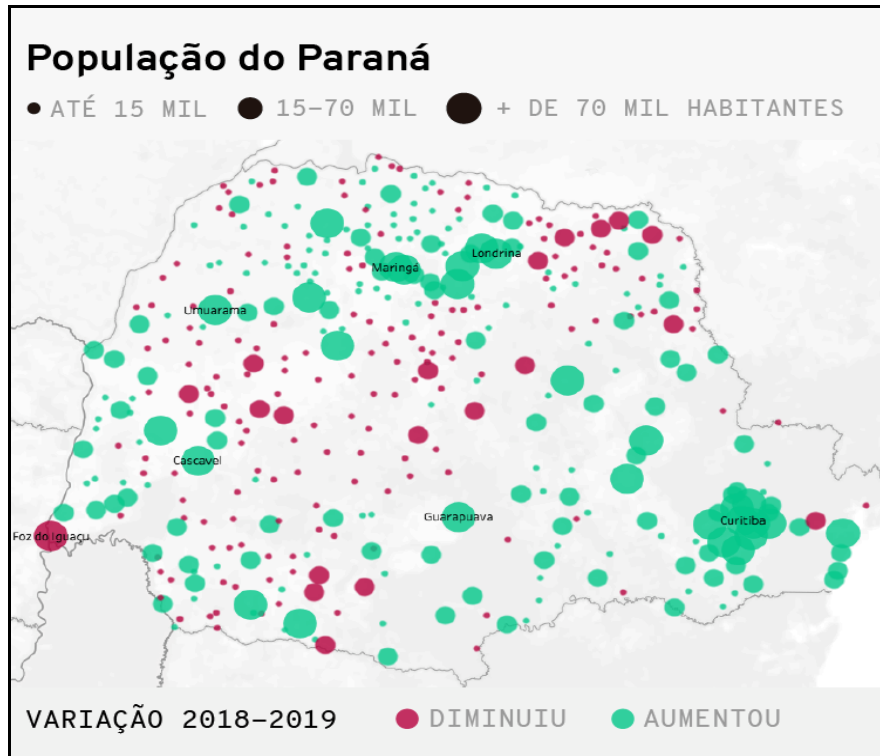 População do Paraná
ATÉ 15 MIL 15-70 MIL + DE 70 MIL HABITANTES
Londrina
Maringá
Umuarama
Cascavel
Guarapuava
Curitiba
Foz do Iguaçu
VARIAÇÃO 2018-2019 DIMINUIU AUMENTOU